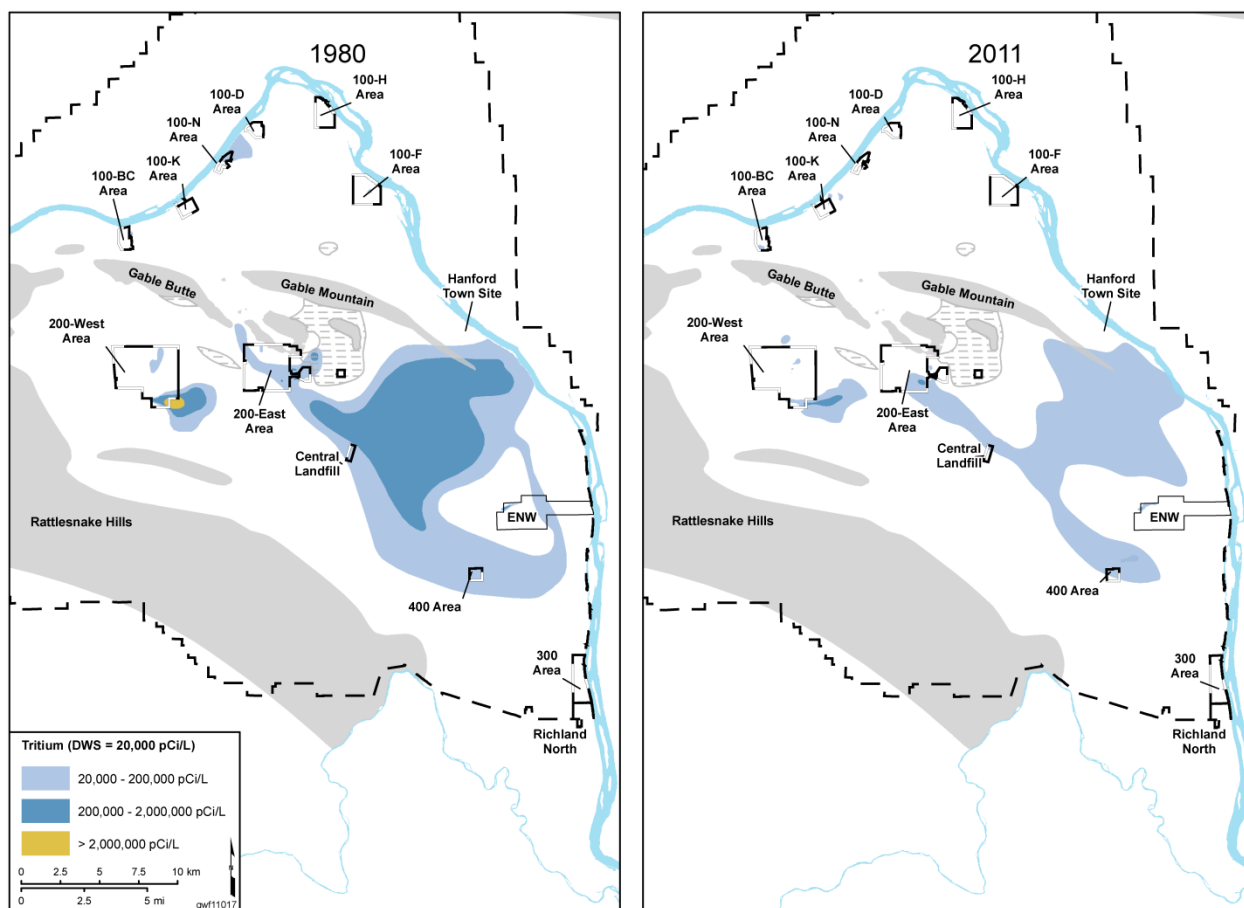 1980
100-H
Area
100-D
Area
100-N
Area
100-K
Area
100-BC
Area
100-F
Area
Gable Butte
Gable Mountain
Hanford
Town Site
200-West
Area
200-East
Area
Central
Landfill
ENW
Rattlesnake Hills
400 Area
300
Area
Richland
North
Tritium (DWS = 20,000 pCi/L)
20,000 - 200,000 pCi/L
200,000 - 2,000,000 pCi/L
> 2,000,000 pCi/L
0 2.5 5 7.5 10 km
0 2.5 5 mi
N
gwf11017
2011
100-H
Area
100-D
Area
100-N
Area
100-K
Area
100-BC
Area
100-F
Area
Gable Butte
Gable Mountain
Hanford
Town Site
200-West
Area
200-East
Area
Central
Landfill
ENW
Rattlesnake Hills
400 Area
300
Area
Richland
North